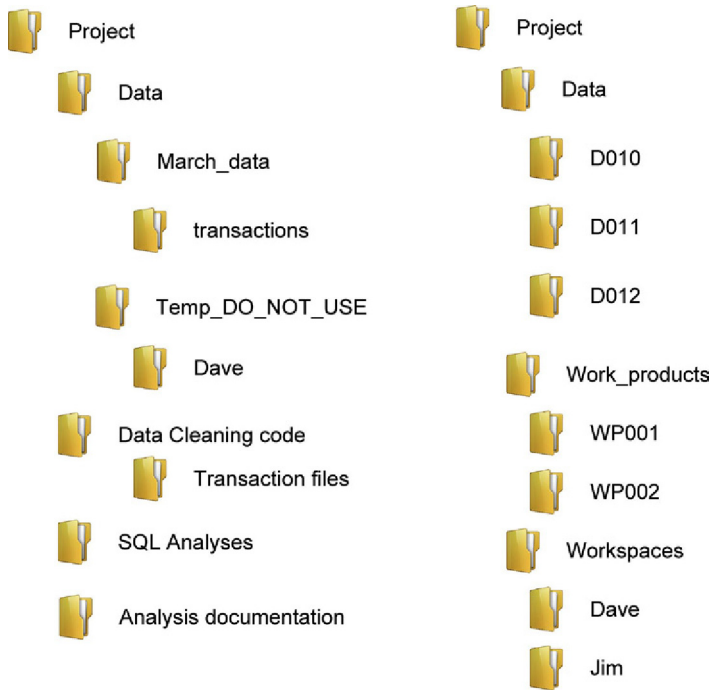 Project
Data
March_data
transactions
Temp_DO_NOT_USE
Dave
Data Cleaning code
Transaction files
SQL Analyses
Analysis documentation
Project
Data
D010
D011
D012
Work_products
WP001
WP002
Workspaces
Dave
Jim